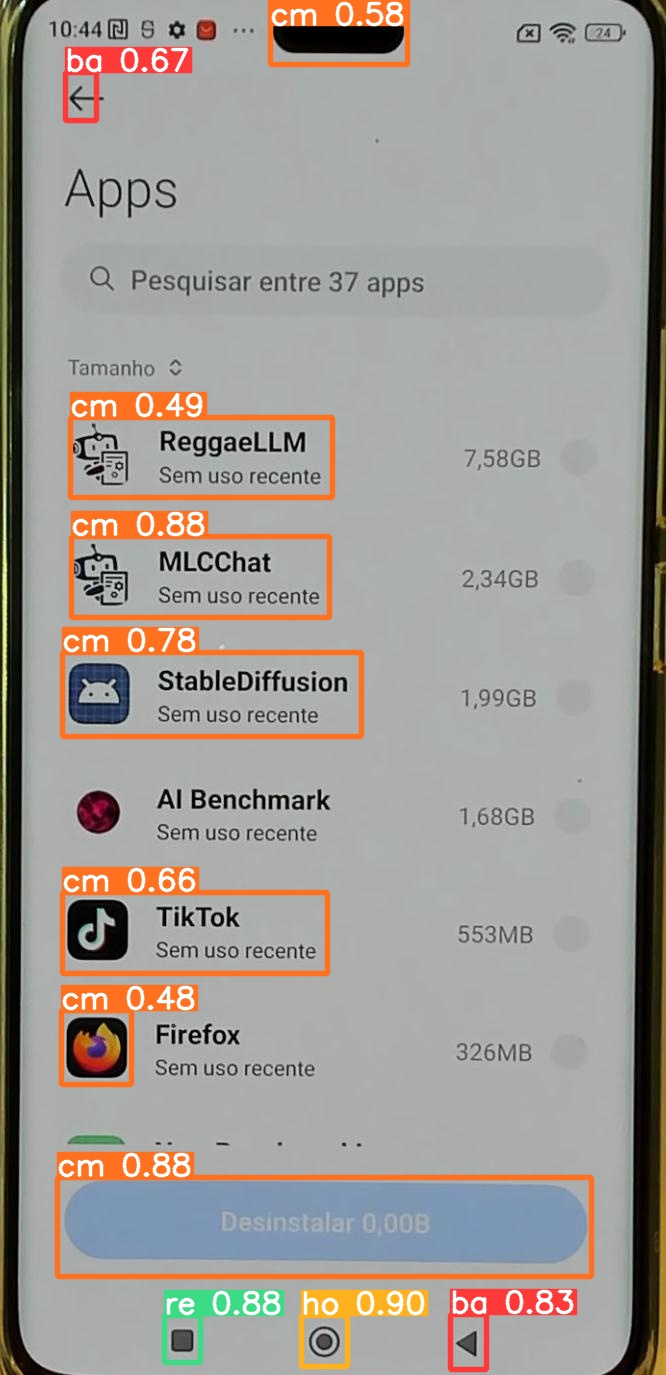 cm 0.58
10:44
24
ba 0.67
Apps
Pesquisar entre 37 apps
Tamanho
cm 0.49
ReggaeLLM
7,58GB
Sem uso recente
cm 0.88
MLCChat
2,34GB
Sem uso recente
cm 0.78
StableDiffusion
1,99GB
Sem uso recente
AI Benchmark
1,68GB
Sem uso recente
cm 0.66
TikTok
553MB
Sem uso recente
cm 0.48
Firefox
326MB
Sem uso recente
cm 0.88
Desinstalar 0,00B
re 0.88 ho 0.90 ba 0.83